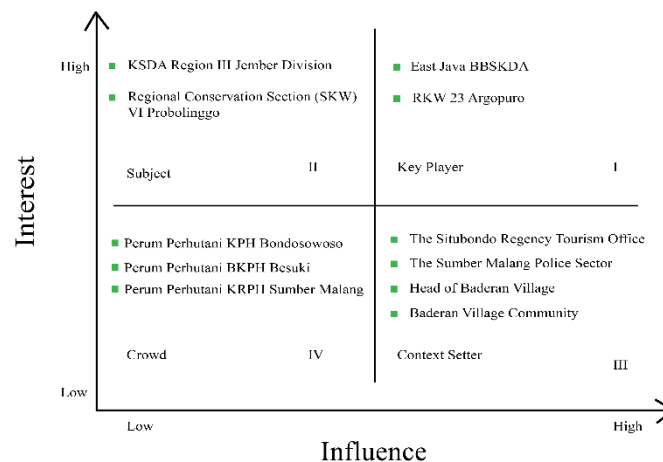 High
KSDA Region III Jember Division
Regional Conservation Section (SKW)
VI Probolinggo
Subject
II
East Java BBSKDA
RKW 23 Argopuro
Key Player
I
Interest
Perum Perhutani KPH Bondosowoso
Perum Perhutani BKPH Besuki
Perum Perhutani KRPH Sumber Malang
Crowd
IV
The Situbondo Regency Tourism Office
The Sumber Malang Police Sector
Head of Baderan Village
Baderan Village Community
Context Setter
III
Low
Low
High
Influence